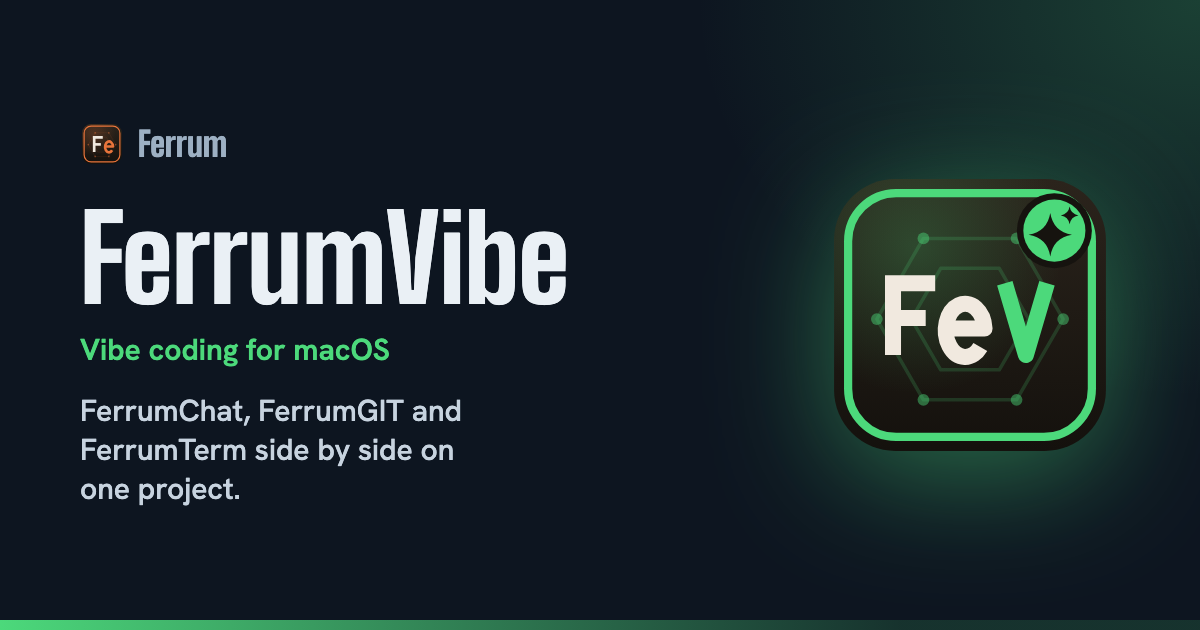 Fe Ferrum
FerrumVibe
Vibe coding for macOS
FerrumChat, FerrumGIT and
FerrumTerm side by side on
one project.
FeV